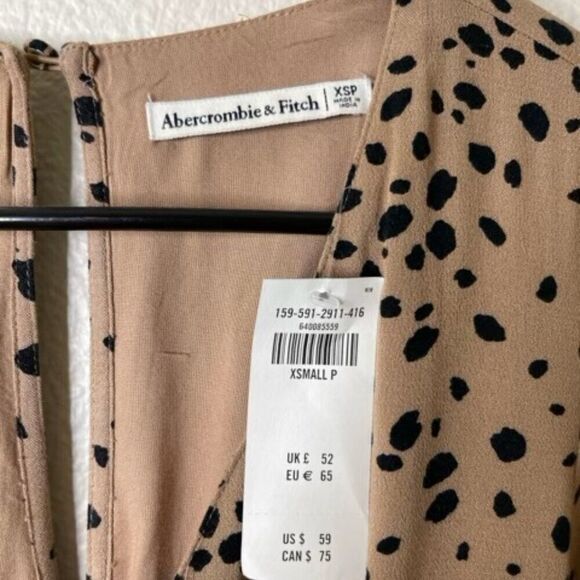 Abercrombie & Fitch
XSP
MADE IN
INDIA
159-591-2911-416
640085559
XSMALL P
UK £ 52
EU € 65
US $ 59
CAN $ 75